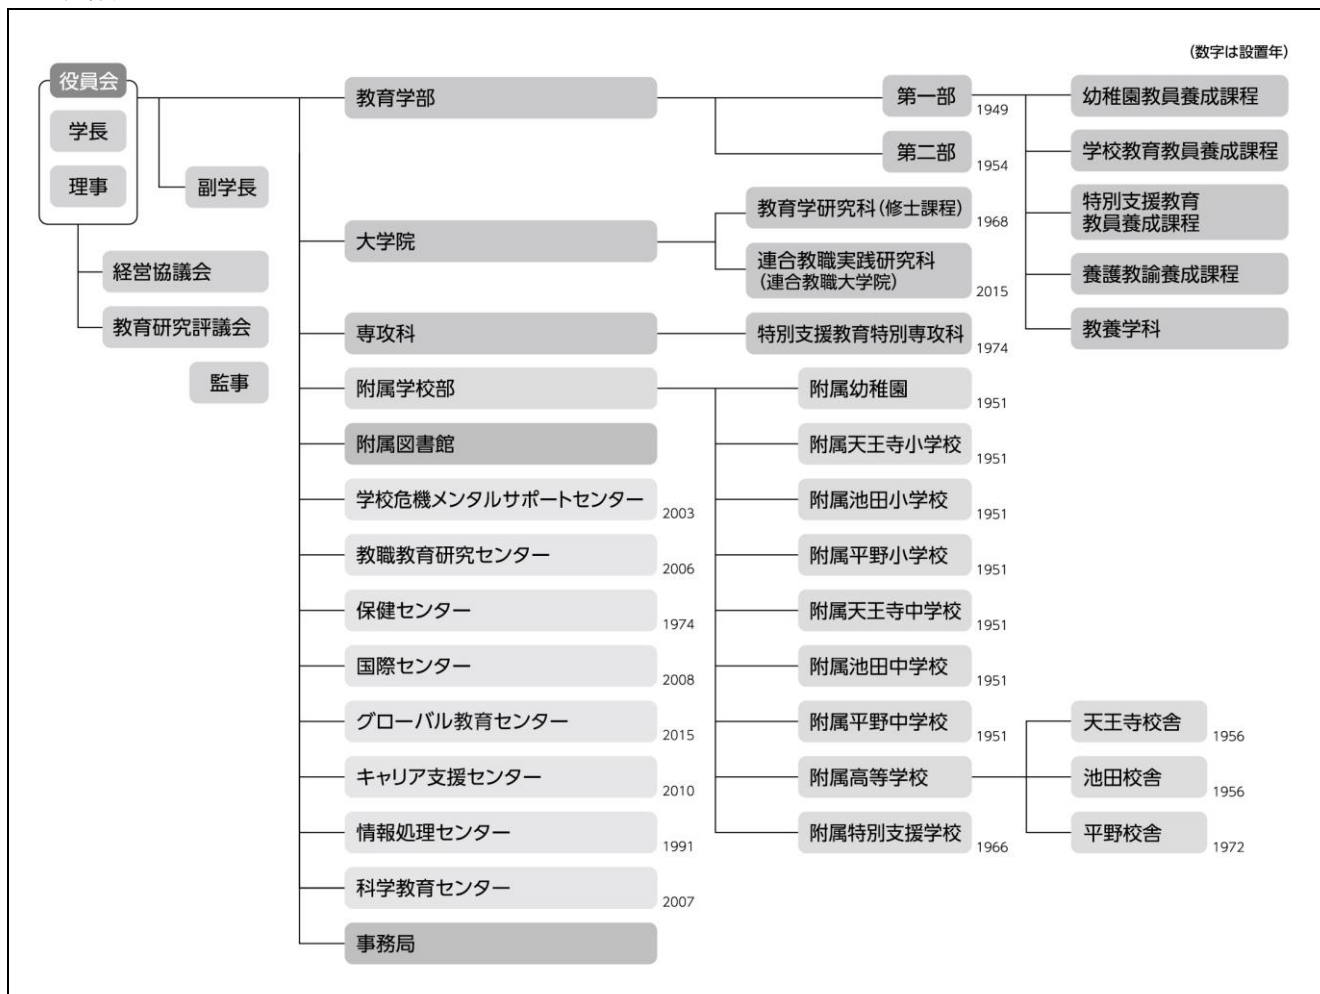 (数字は設置年)
役員会
学長
理事
副学長
経営協議会
教育研究評議会
監事
教育学部
第一部
1949
第二部
1954
幼稚園教員養成課程
学校教育教員養成課程
特別支援教育
教員養成課程
養護教諭養成課程
教養学科
大学院
教育学研究科(修士課程)
1968
連合教職実践研究科
(連合教職大学院)
2015
専攻科
特別支援教育特別専攻科
1974
附属学校部
附属幼稚園
1951
附属天王寺小学校
1951
附属池田小学校
1951
附属平野小学校
1951
附属天王寺中学校
1951
附属池田中学校
1951
附属平野中学校
1951
附属高等学校
天王寺校舎
1956
池田校舎
1956
平野校舎
1972
附属特別支援学校
1966
附属図書館
学校危機メンタルサポートセンター
2003
教職教育研究センター
2006
保健センター
1974
国際センター
2008
グローバル教育センター
2015
キャリア支援センター
2010
情報処理センター
1991
科学教育センター
2007
事務局